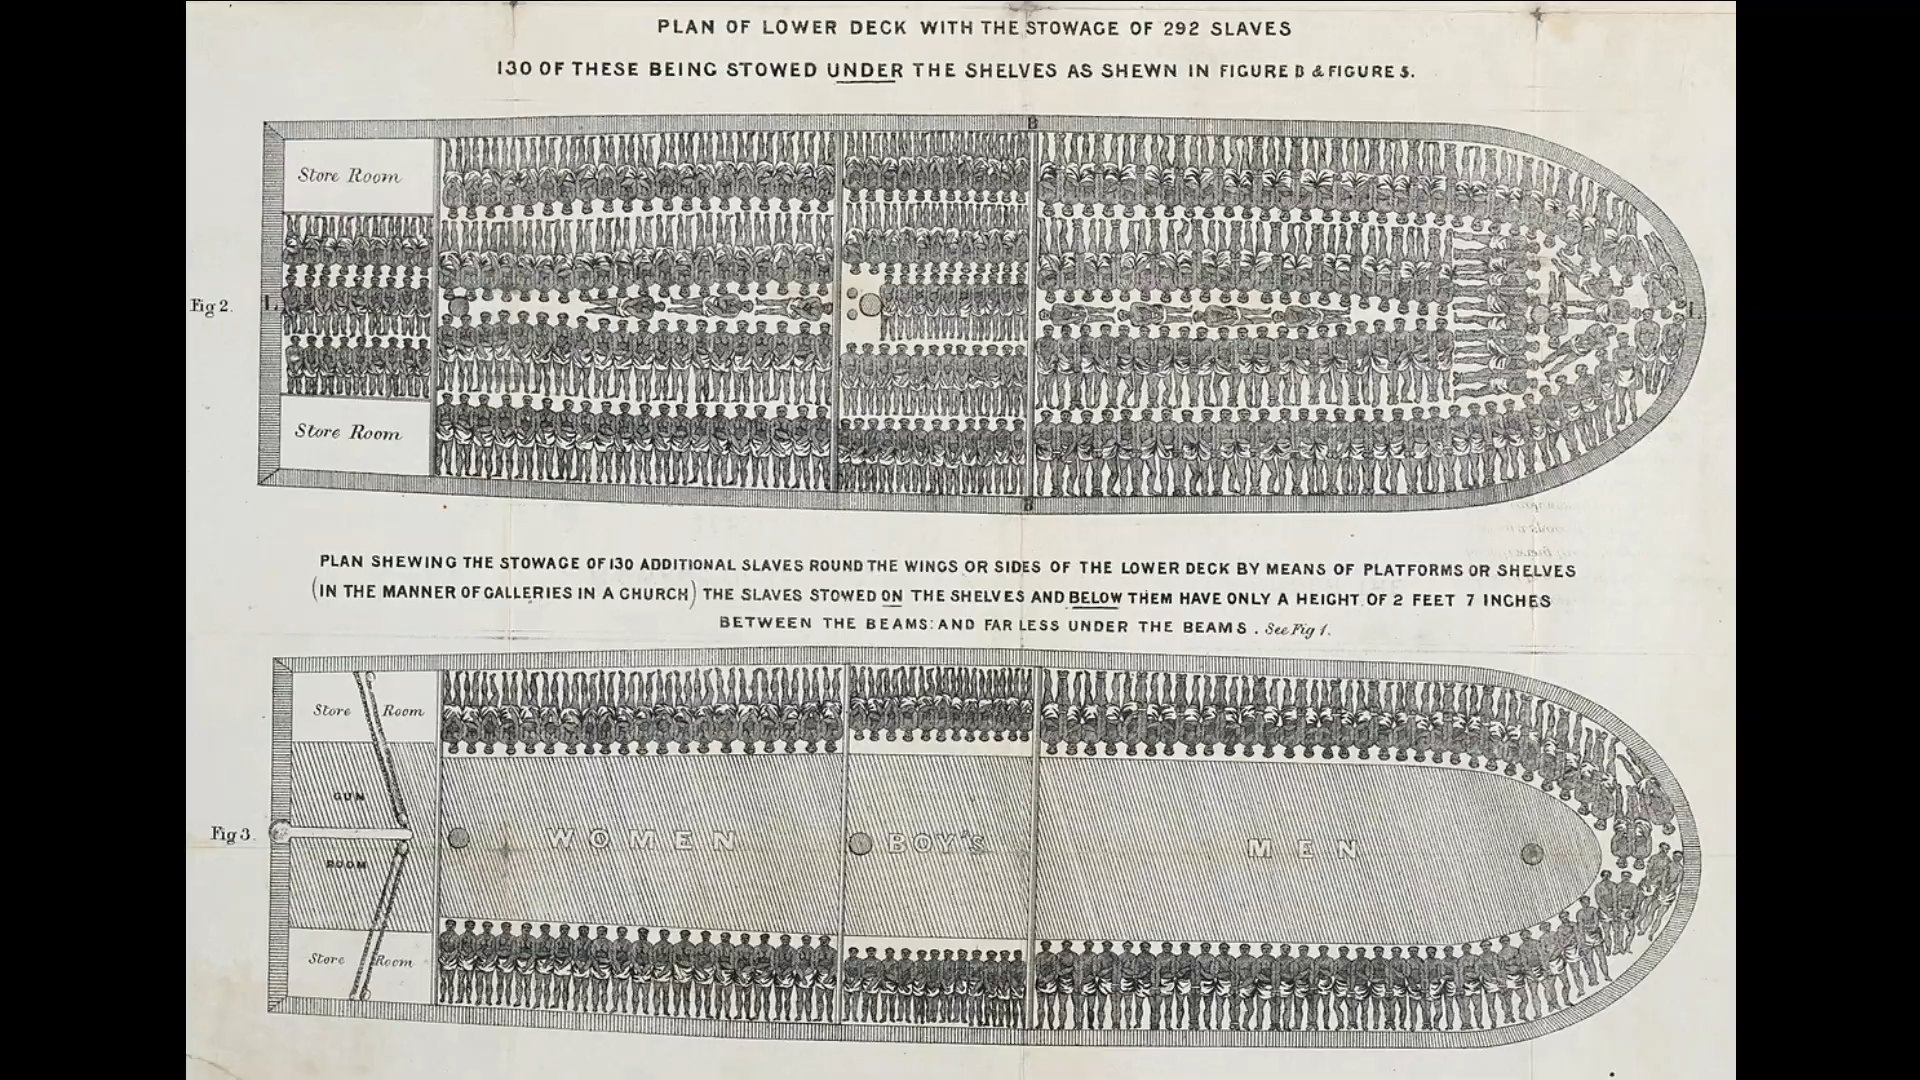 PLAN OF LOWER DECK WITH THE STOWAGE OF 292 SLAVES
130 OF THESE BEING STOWED UNDER THE SHELVES AS SHEWN IN FIGURE B & FIGURE 5.
B
Store Room
Fig 2.
L
L
Store Room
B
PLAN SHEWING THE STOWAGE OF 130 ADDITIONAL SLAVES ROUND THE WINGS OR SIDES OF THE LOWER DECK BY MEANS OF PLATFORMS OR SHELVES
(IN THE MANNER OF GALLERIES IN A CHURCH) THE SLAVES STOWED ON THE SHELVES AND BELOW THEM HAVE ONLY A HEIGHT OF 2 FEET 7 INCHES
BETWEEN THE BEAMS: AND FAR LESS UNDER THE BEAMS. See Fig 1.
Store Room
GUN
Fig 3.
WOMEN BOY'S MEN
ROOM
Store Room